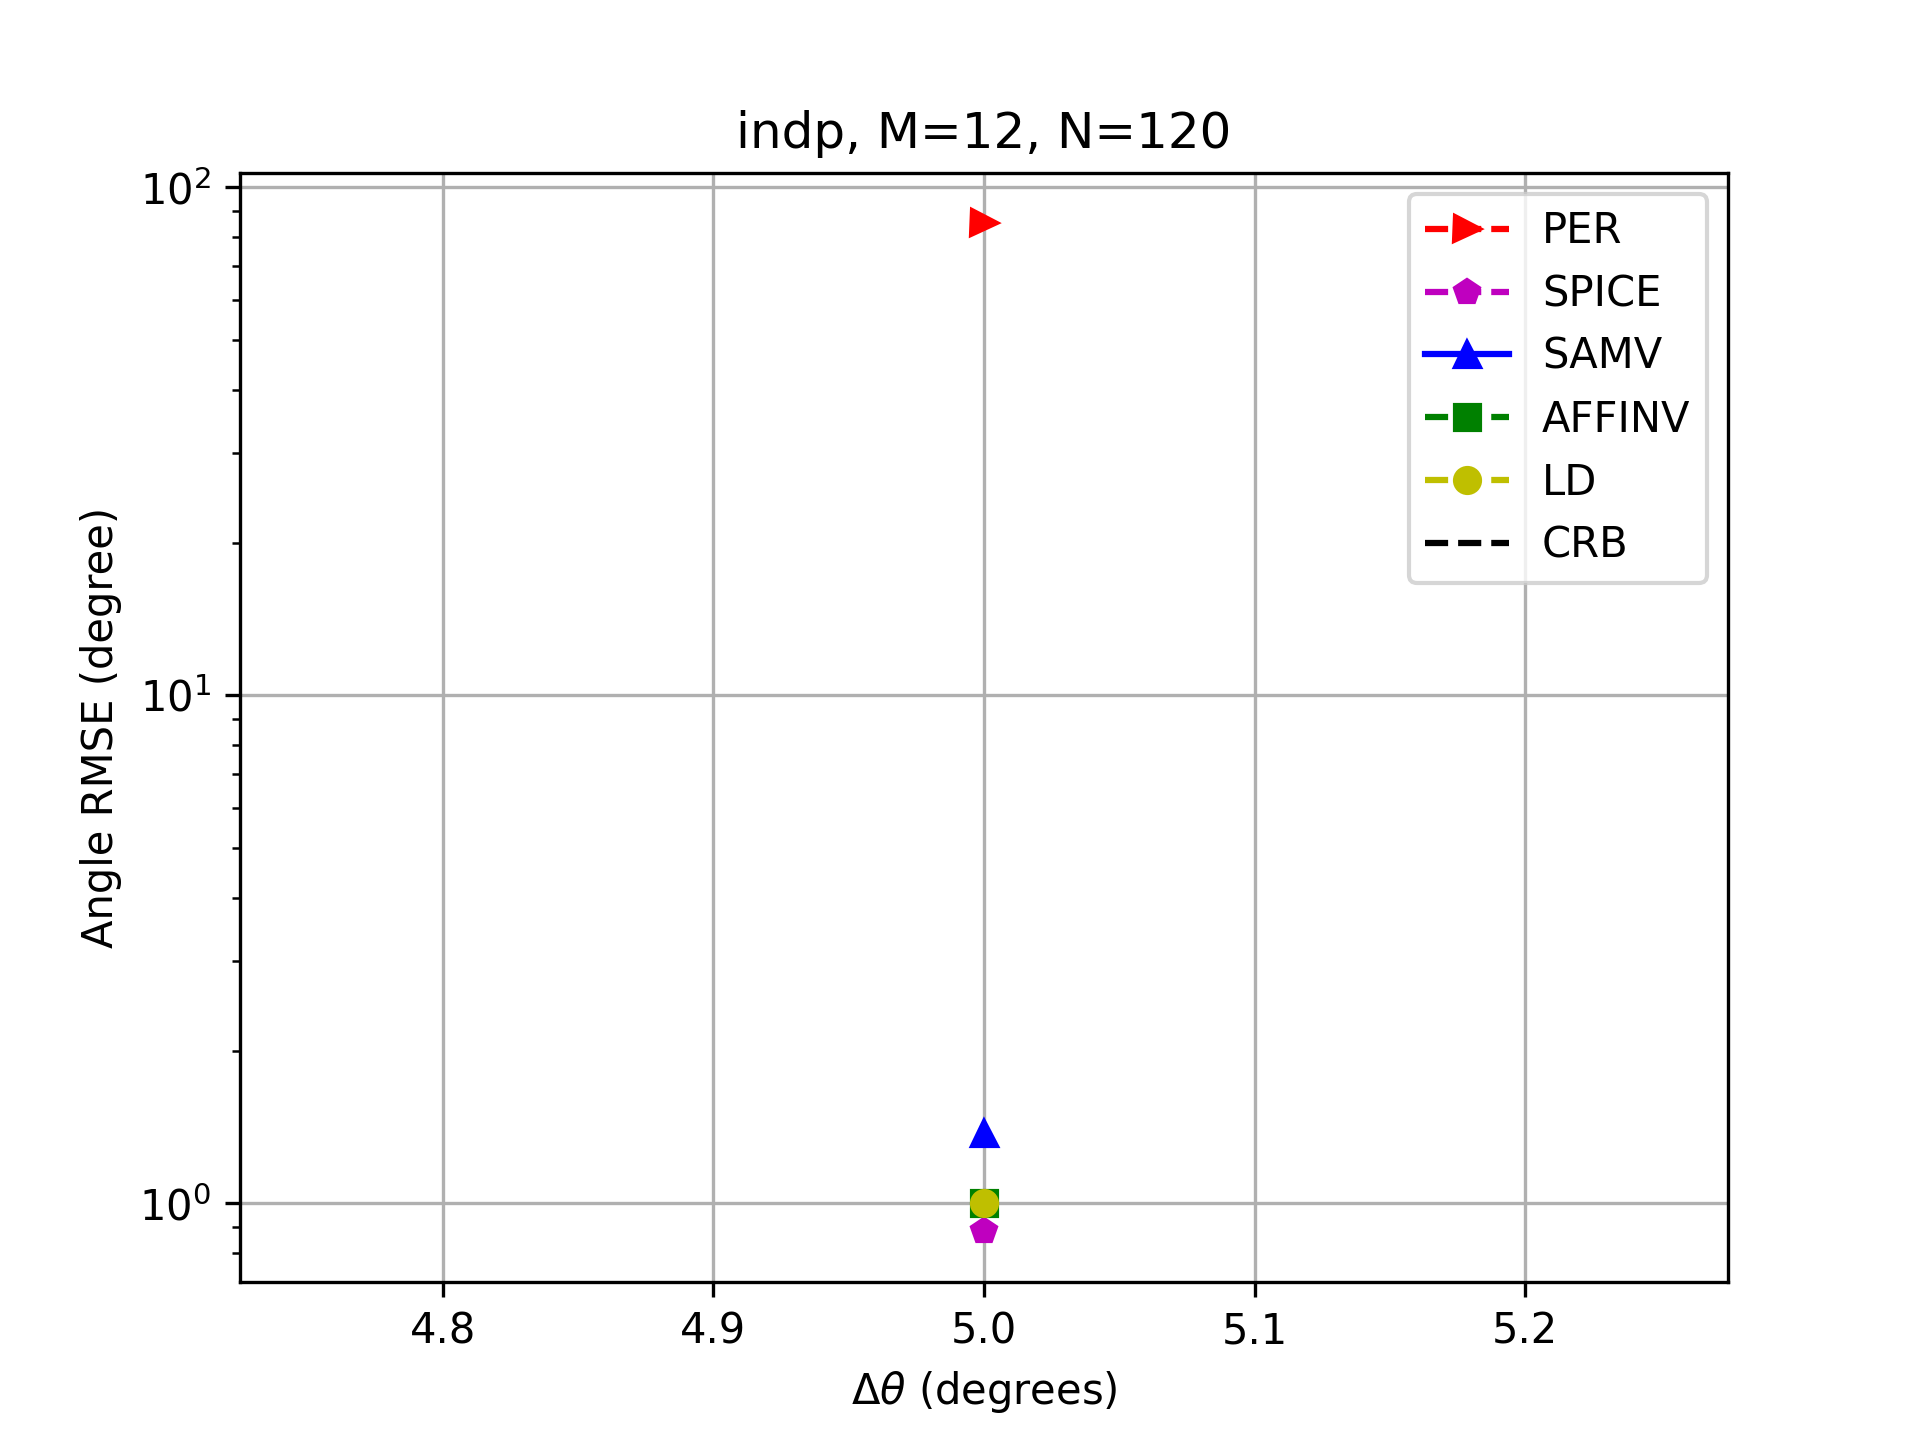 indp, M=12, N=120
10²
10¹
10⁰
Angle RMSE (degree)
PER
SPICE
SAMV
AFFINV
LD
CRB
4.8 4.9 5.0 5.1 5.2
Δθ (degrees)